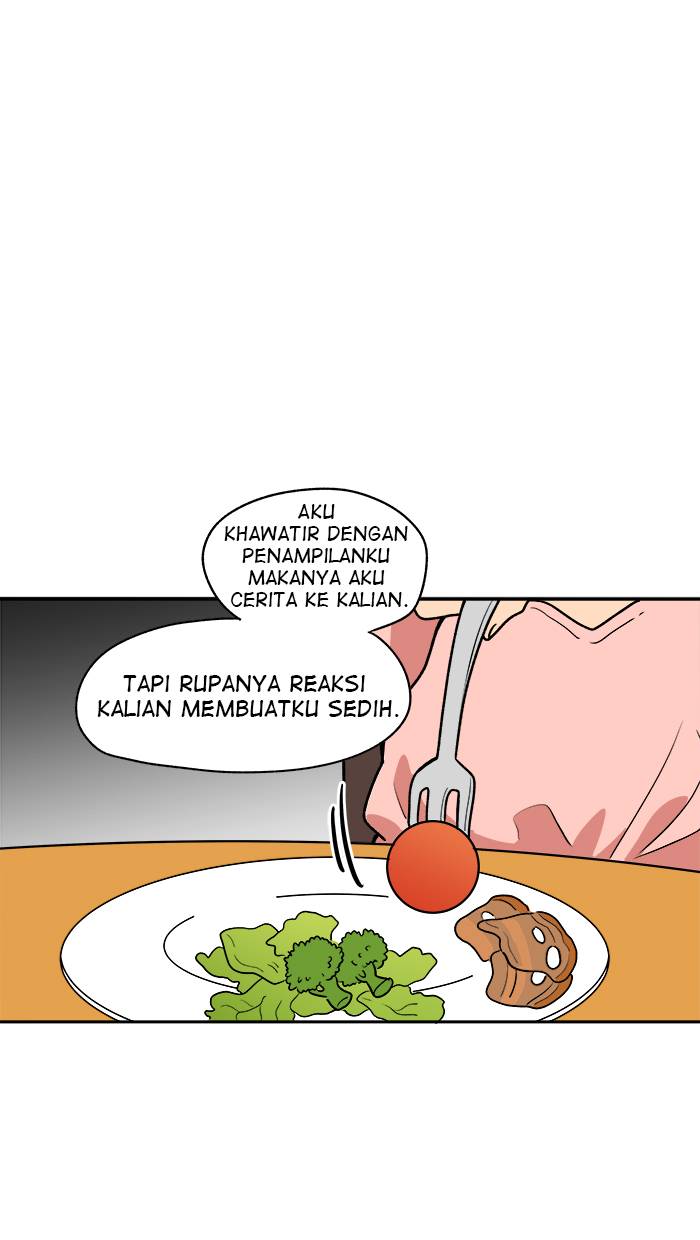 AKU
KHAWATIR DENGAN
PENAMPILANKU
MAKANYA AKU
CERITA KE KALIAN.
TAPI RUPANYA REAKSI
KALIAN MEMBUATKU SEDIH.